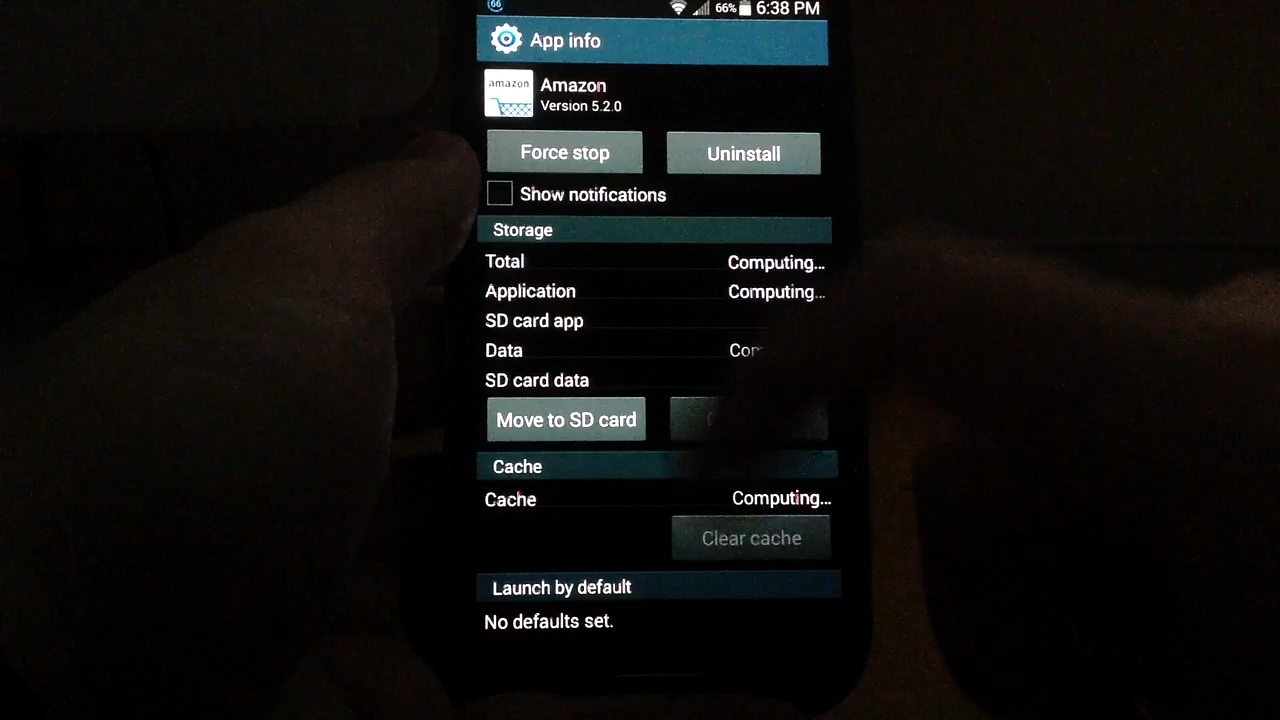 66 66% 6:38 PM
App info
amazon
Amazon
Version 5.2.0
Force stop Uninstall
Show notifications
Storage
Total Computing...
Application Computing...
SD card app
Data
SD card data
Move to SD card
Cache
Cache Computing...
Clear cache
Launch by default
No defaults set.